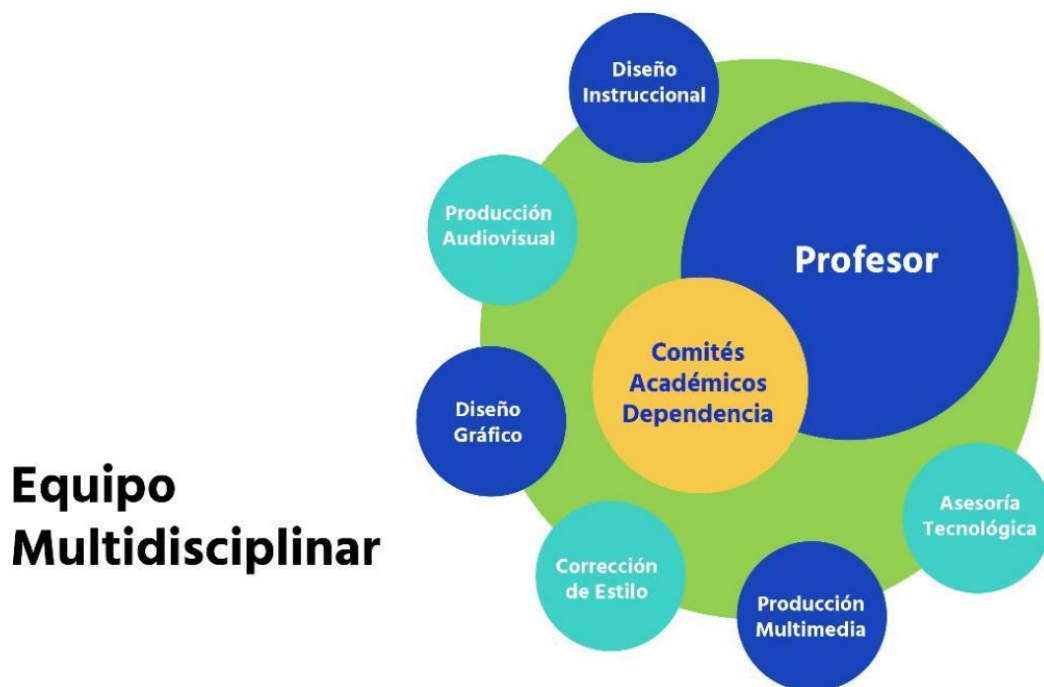 Diseño
Instruccional
Producción
Audiovisual
Profesor
Comités
Académicos
Dependencia
Diseño
Gráfico
Equipo
Multidisciplinar
Asesoría
Tecnológica
Corrección
de Estilo
Producción
Multimedia